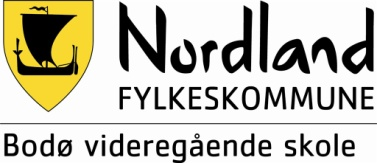 Nordland
FYLKESKOMMUNE
Bodø videregående skole